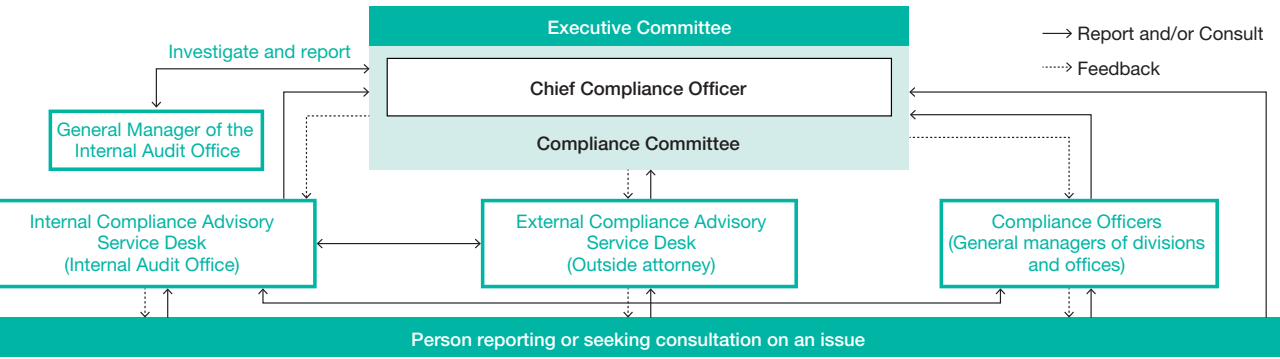 Executive Committee
Report and/or Consult
Feedback
Investigate and report
Chief Compliance Officer
General Manager of the
Internal Audit Office
Compliance Committee
Internal Compliance Advisory
Service Desk
(Internal Audit Office)
External Compliance Advisory
Service Desk
(Outside attorney)
Compliance Officers
(General managers of divisions
and offices)
Person reporting or seeking consultation on an issue